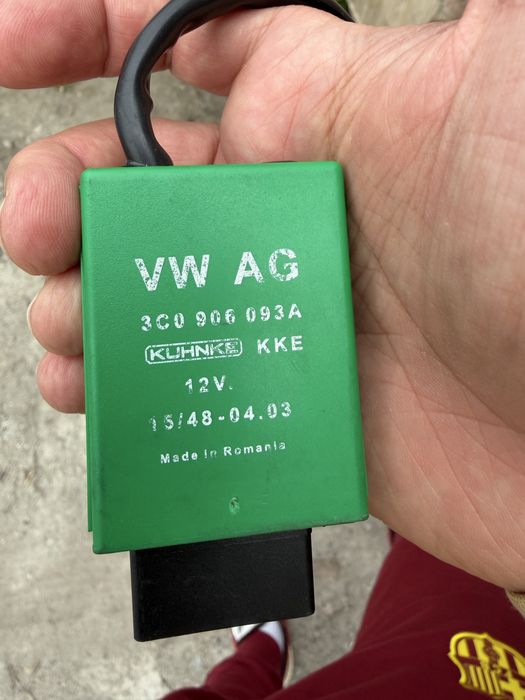 VW AG
3C0 906 093A
KUHNKE KKE
12V.
15/48-04.03
Made in Romania